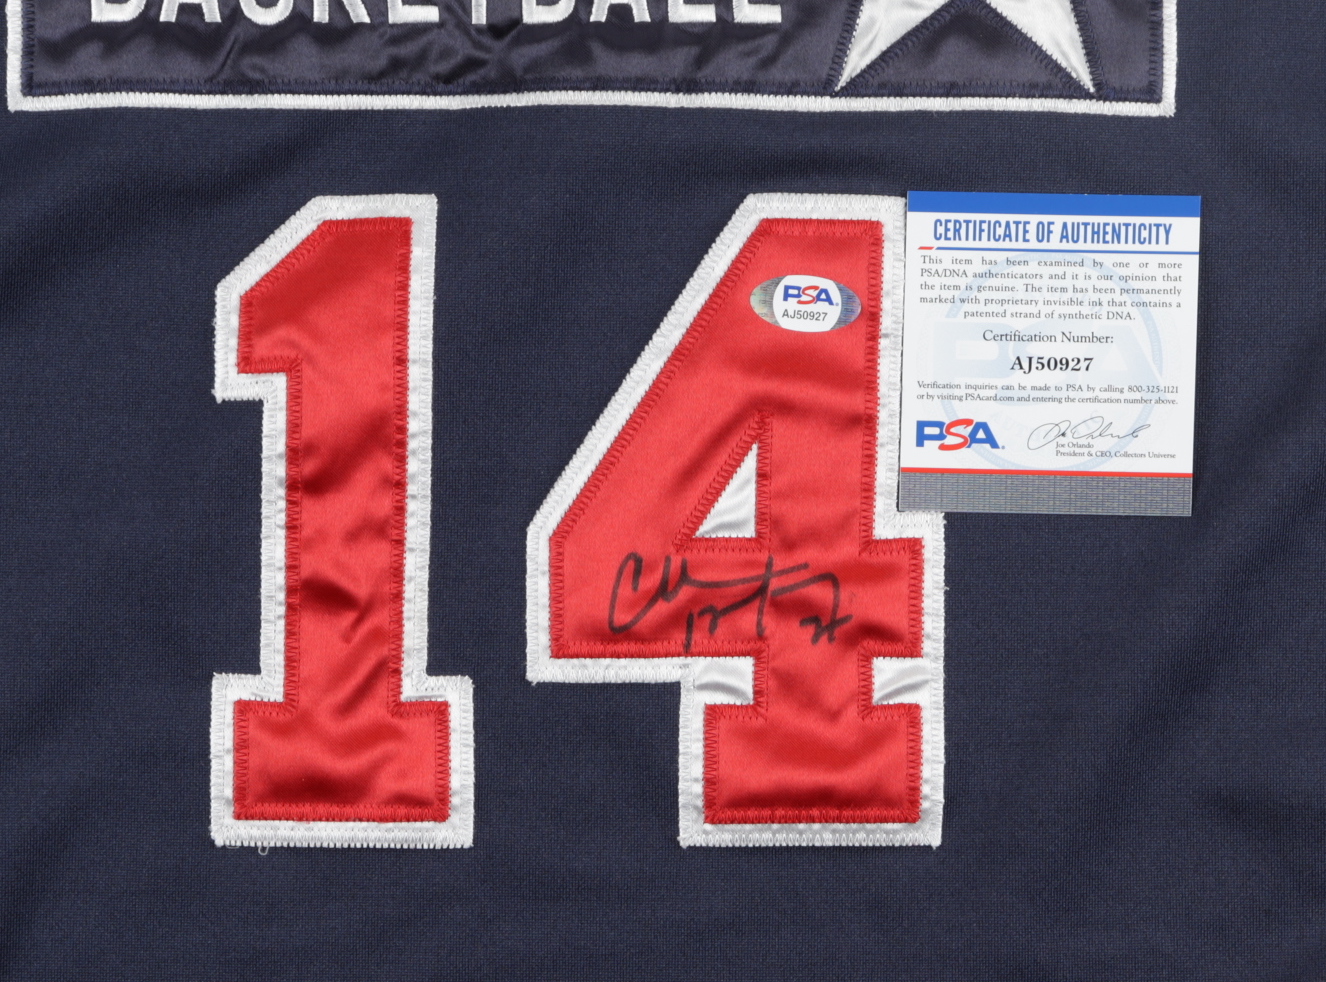 BASKETBALL
14
PSA
AJ50927
CERTIFICATE OF AUTHENTICITY
This item has been examined by one or more
PSA/DNA authenticators and it is our opinion that
the item is genuine. The item has been permanently
marked with proprietary invisible ink that contains a
patented strand of synthetic DNA.
Certification Number:
AJ50927
Verification inquiries can be made to PSA by calling 800-325-1121
or by visiting PSAcard.com and entering the certification number above.
PSA
Joe Orlando
President & CEO, Collectors Universe